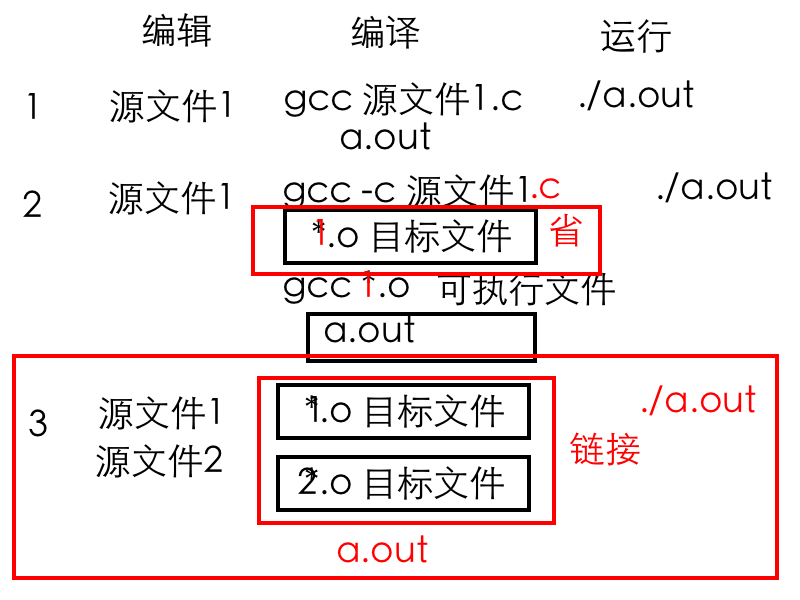 编辑 编译 运行
1 源文件1 gcc 源文件1.c ./a.out
a.out
2 源文件1 gcc -c 源文件1.c ./a.out
1.o 目标文件 省
gcc 1.o 可执行文件
a.out
3 源文件1 1.o 目标文件 ./a.out
源文件2 链接
2.o 目标文件
a.out